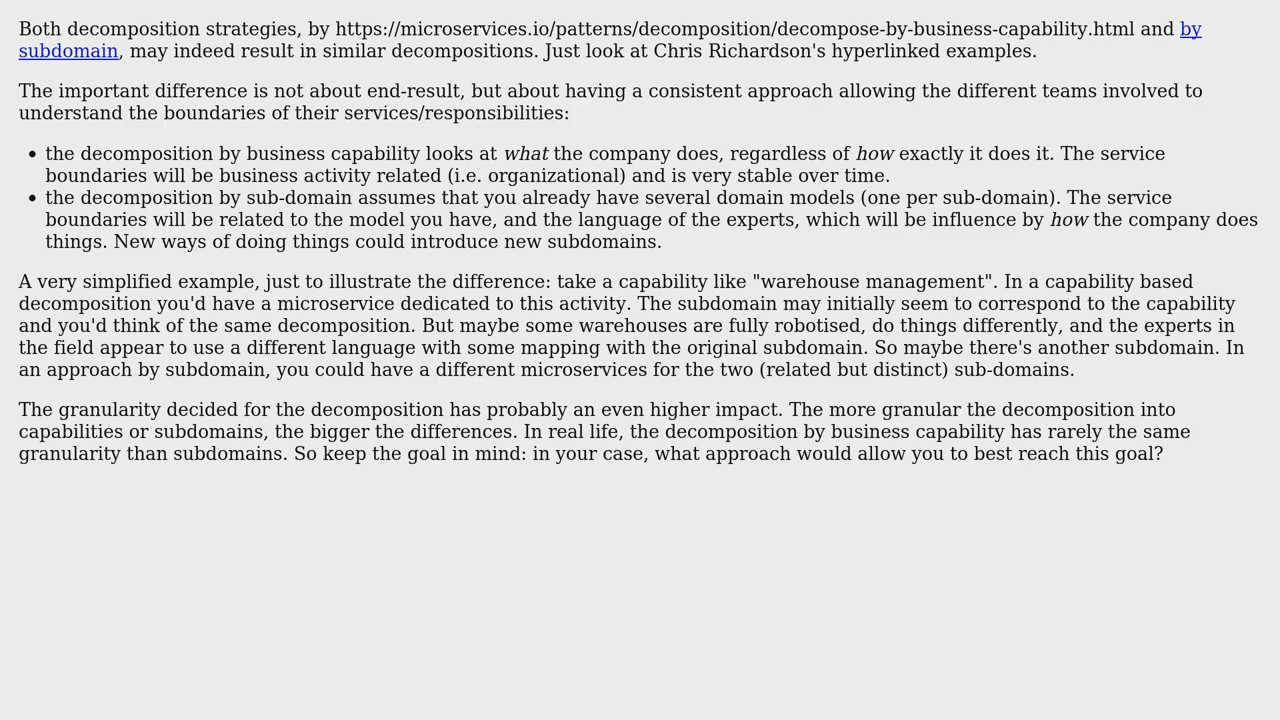 Both decomposition strategies, by https://microservices.io/patterns/decomposition/decompose-by-business-capability.html and by
subdomain, may indeed result in similar decompositions. Just look at Chris Richardson's hyperlinked examples.
The important difference is not about end-result, but about having a consistent approach allowing the different teams involved to
understand the boundaries of their services/responsibilities:
• the decomposition by business capability looks at what the company does, regardless of how exactly it does it. The service
boundaries will be business activity related (i.e. organizational) and is very stable over time.
• the decomposition by sub-domain assumes that you already have several domain models (one per sub-domain). The service
boundaries will be related to the model you have, and the language of the experts, which will be influence by how the company does
things. New ways of doing things could introduce new subdomains.
A very simplified example, just to illustrate the difference: take a capability like "warehouse management". In a capability based
decomposition you'd have a microservice dedicated to this activity. The subdomain may initially seem to correspond to the capability
and you'd think of the same decomposition. But maybe some warehouses are fully robotised, do things differently, and the experts in
the field appear to use a different language with some mapping with the original subdomain. So maybe there's another subdomain. In
an approach by subdomain, you could have a different microservices for the two (related but distinct) sub-domains.
The granularity decided for the decomposition has probably an even higher impact. The more granular the decomposition into
capabilities or subdomains, the bigger the differences. In real life, the decomposition by business capability has rarely the same
granularity than subdomains. So keep the goal in mind: in your case, what approach would allow you to best reach this goal?